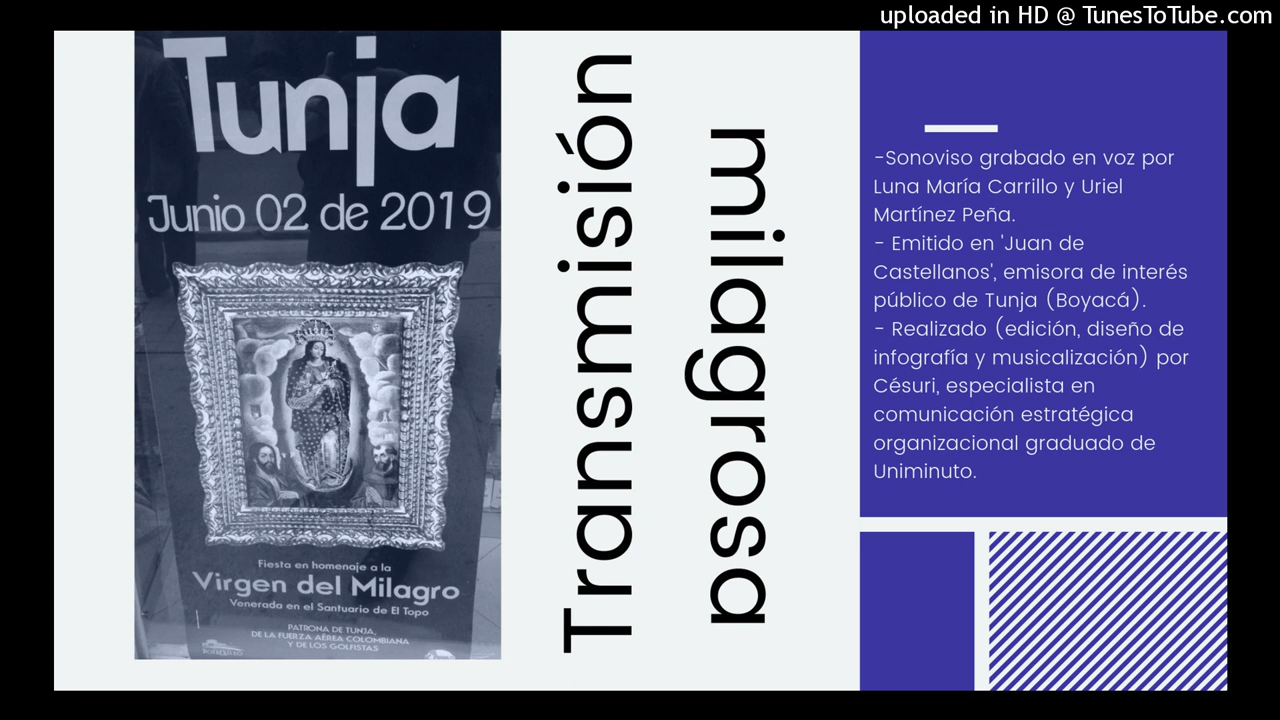 uploaded in HD @ TunesToTube.com
Tunja
Junio 02 de 2019
Fiesta en homenaje a la
Virgen del Milagro
Venerada en el Santuario de El Topo
PATRONA DE TUNJA,
DE LA FUERZA AÉREA COLOMBIANA
Y DE LOS GOLFISTAS
Transmisión
milagrosa
-Sonoviso grabado en voz por
Luna María Carrillo y Uriel
Martínez Peña.
- Emitido en 'Juan de
Castellanos', emisora de interés
público de Tunja (Boyacá).
- Realizado (edición, diseño de
infografía y musicalización) por
Césuri, especialista en
comunicación estratégica
organizacional graduado de
Uniminuto.